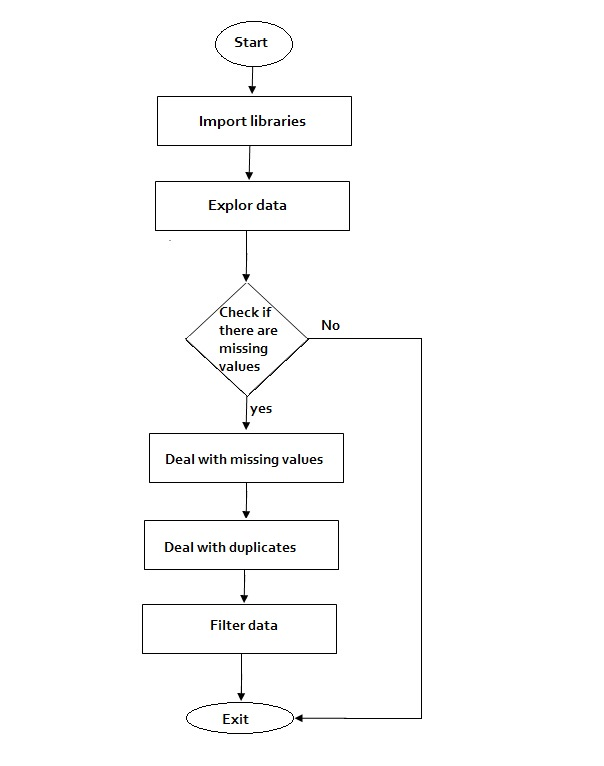 Start
Import libraries
Explor data
Check if
there are
missing
values
No
yes
Deal with missing values
Deal with duplicates
Filter data
Exit